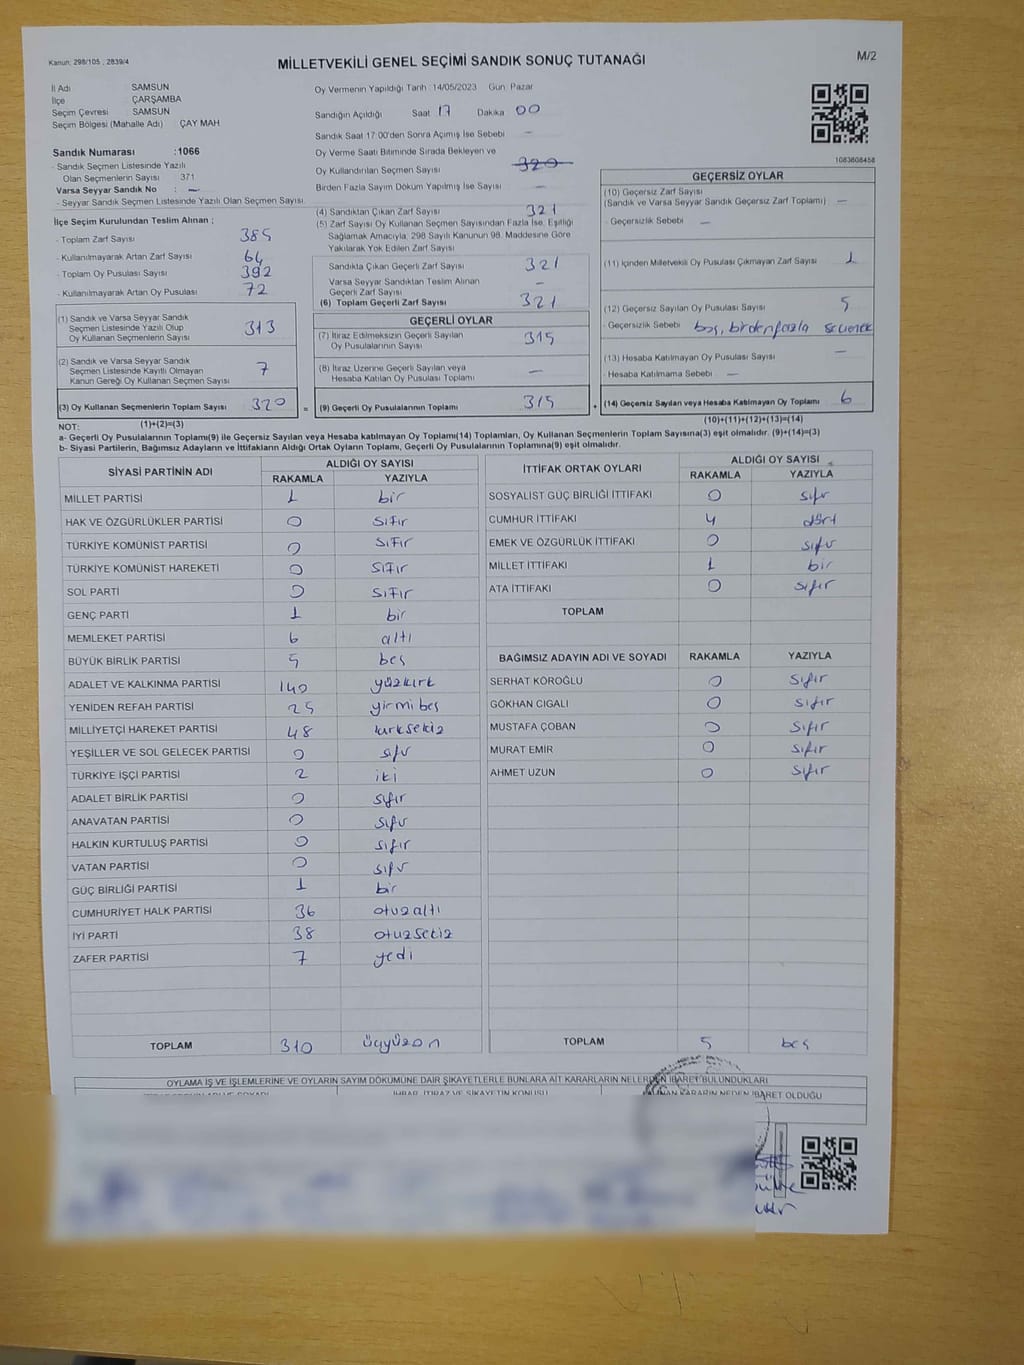 Kanun: 298/105 ; 2839/4
MİLLETVEKİLİ GENEL SEÇİMİ SANDIK SONUÇ TUTANAĞI
M/2
İl Adı SAMSUN
İlçe ÇARŞAMBA
Seçim Çevresi SAMSUN
Seçim Bölgesi (Mahalle Adı) ÇAY MAH.
Sandık Numarası :1066
- Sandık Seçmen Listesinde Yazılı
Olan Seçmenlerin Sayısı 371
Varsa Seyyar Sandık No : –
- Seyyar Sandık Seçmen Listesinde Yazılı Olan Seçmen Sayısı
İlçe Seçim Kurulundan Teslim Alınan ;
- Toplam Zarf Sayısı 385
- Kullanılmayarak Artan Zarf Sayısı 64
- Toplam Oy Pusulası Sayısı 392
- Kullanılmayarak Artan Oy Pusulası 72
(1) Sandık ve Varsa Seyyar Sandık
Seçmen Listesinde Yazılı Olup
Oy Kullanan Seçmenlerin Sayısı 313
(2) Sandık ve Varsa Seyyar Sandık
Seçmen Listesinde Kayıtlı Olmayan
Kanun Gereği Oy Kullanan Seçmen Sayısı 7
(3) Oy Kullanan Seçmenlerin Toplam Sayısı 320
Oy Vermenin Yapıldığı Tarih :14/05/2023 Gün: Pazar
Sandığın Açıldığı Saat 17 Dakika 00
Sandık Saat 17:00'den Sonra Açımış İse Sebebi –
Oy Verme Saati Bitiminde Sırada Bekleyen ve
Oy Kullandırılan Seçmen Sayısı 320
Birden Fazla Sayım Döküm Yapılmış İse Sayısı –
(4) Sandıktan Çıkan Zarf Sayısı 321
(5) Zarf Sayısı Oy Kullanan Seçmen Sayısından Fazla İse, Eşitliği
Sağlamak Amacıyla, 298 Sayılı Kanunun 98. Maddesine Göre
Yakılarak Yok Edilen Zarf Sayısı
Sandıkta Çıkan Geçerli Zarf Sayısı 321
Varsa Seyyar Sandıktan Teslim Alınan
Geçerli Zarf Sayısı –
(6) Toplam Geçerli Zarf Sayısı 321
GEÇERLİ OYLAR
(7) İtiraz Edilmeksizin Geçerli Sayılan
Oy Pusulalarının Sayısı 315
(8) İtiraz Üzerine Geçerli Sayılan veya
Hesaba Katılan Oy Pusulası Toplamı –
= (9) Geçerli Oy Pusulalarının Toplamı 315 +
1083808458
GEÇERSİZ OYLAR
(10) Geçersiz Zarf Sayısı
(Sandık ve Varsa Seyyar Sandık Geçersiz Zarf Toplamı) –
- Geçersizlik Sebebi –
(11) İçinden Milletvekili Oy Pusulası Çıkmayan Zarf Sayısı 1
(12) Geçersiz Sayılan Oy Pusulası Sayısı 5
- Geçersizlik Sebebi boş, birden fazla seçenek
(13) Hesaba Katılmayan Oy Pusulası Sayısı –
- Hesaba Katılmama Sebebi –
(14) Geçersiz Sayılan veya Hesaba Katılmayan Oy Toplamı 6
NOT: (1)+(2)=(3) (10)+(11)+(12)+(13)=(14)
a- Geçerli Oy Pusulalarının Toplamı(9) ile Geçersiz Sayılan veya Hesaba katılmayan Oy Toplamı(14) Toplamları, Oy Kullanan Seçmenlerin Toplam Sayısına(3) eşit olmalıdır. (9)+(14)=(3)
b- Siyasi Partilerin, Bağımsız Adayların ve İttifakların Aldığı Ortak Oyların Toplamı, Geçerli Oy Pusulalarının Toplamına(9) eşit olmalıdır.
SİYASİ PARTİNİN ADI ALDIĞI OY SAYISI
RAKAMLA YAZIYLA
MİLLET PARTİSİ 1 bir
HAK VE ÖZGÜRLÜKLER PARTİSİ 0 sıfır
TÜRKİYE KOMÜNİST PARTİSİ 0 sıfır
TÜRKİYE KOMÜNİST HAREKETİ 0 sıfır
SOL PARTİ 0 sıfır
GENÇ PARTİ 1 bir
MEMLEKET PARTİSİ 6 altı
BÜYÜK BİRLİK PARTİSİ 5 beş
ADALET VE KALKINMA PARTİSİ 140 yüzkırk
YENİDEN REFAH PARTİSİ 25 yirmi beş
MİLLİYETÇİ HAREKET PARTİSİ 48 kırksekiz
YEŞİLLER VE SOL GELECEK PARTİSİ 0 sıfır
TÜRKİYE İŞÇİ PARTİSİ 2 iki
ADALET BİRLİK PARTİSİ 0 sıfır
ANAVATAN PARTİSİ 0 sıfır
HALKIN KURTULUŞ PARTİSİ 0 sıfır
VATAN PARTİSİ 0 sıfır
GÜÇ BİRLİĞİ PARTİSİ 1 bir
CUMHURİYET HALK PARTİSİ 36 otuzaltı
İYİ PARTİ 38 otuzsekiz
ZAFER PARTİSİ 7 yedi
TOPLAM 310 üçyüzon
İTTİFAK ORTAK OYLARI ALDIĞI OY SAYISI
RAKAMLA YAZIYLA
SOSYALİST GÜÇ BİRLİĞİ İTTİFAKI 0 sıfır
CUMHUR İTTİFAKI 4 dört
EMEK VE ÖZGÜRLÜK İTTİFAKI 0 sıfır
MİLLET İTTİFAKI 1 bir
ATA İTTİFAKI 0 sıfır
TOPLAM
BAĞIMSIZ ADAYIN ADI VE SOYADI RAKAMLA YAZIYLA
SERHAT KÖROĞLU 0 sıfır
GÖKHAN CIGALI 0 sıfır
MUSTAFA ÇOBAN 0 sıfır
MURAT EMİR 0 sıfır
AHMET UZUN 0 sıfır
TOPLAM 5 beş
OYLAMA İŞ VE İŞLEMLERİNE VE OYLARIN SAYIM DÖKÜMÜNE DAİR ŞİKAYETLERLE BUNLARA AİT KARARLARIN NELERDEN İBARET BULUNDUKLARI
İHBAR, İTİRAZ VE ŞİKAYETİN KONUSU ALINAN KARARIN NEDEN İBARET OLDUĞU